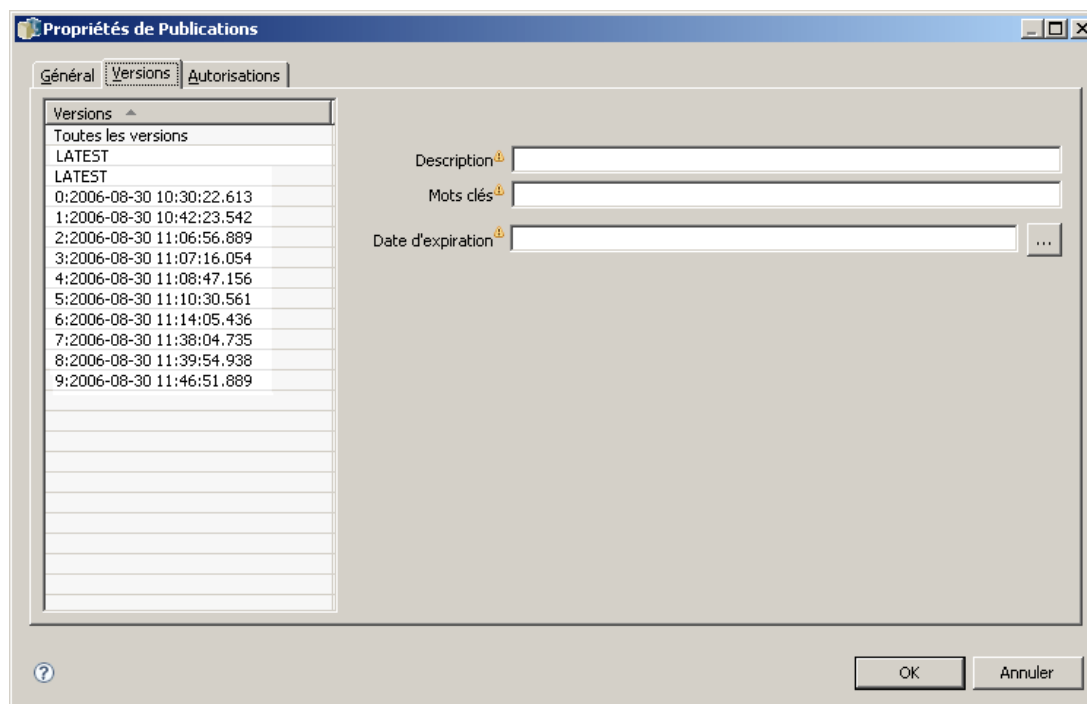 Propriétés de Publications
Général Versions Autorisations
Versions
Toutes les versions
LATEST
LATEST
0:2006-08-30 10:30:22.613
1:2006-08-30 10:42:23.542
2:2006-08-30 11:06:56.889
3:2006-08-30 11:07:16.054
4:2006-08-30 11:08:47.156
5:2006-08-30 11:10:30.561
6:2006-08-30 11:14:05.436
7:2006-08-30 11:38:04.735
8:2006-08-30 11:39:54.938
9:2006-08-30 11:46:51.889
Description
Mots clés
Date d'expiration
...
?
OK Annuler